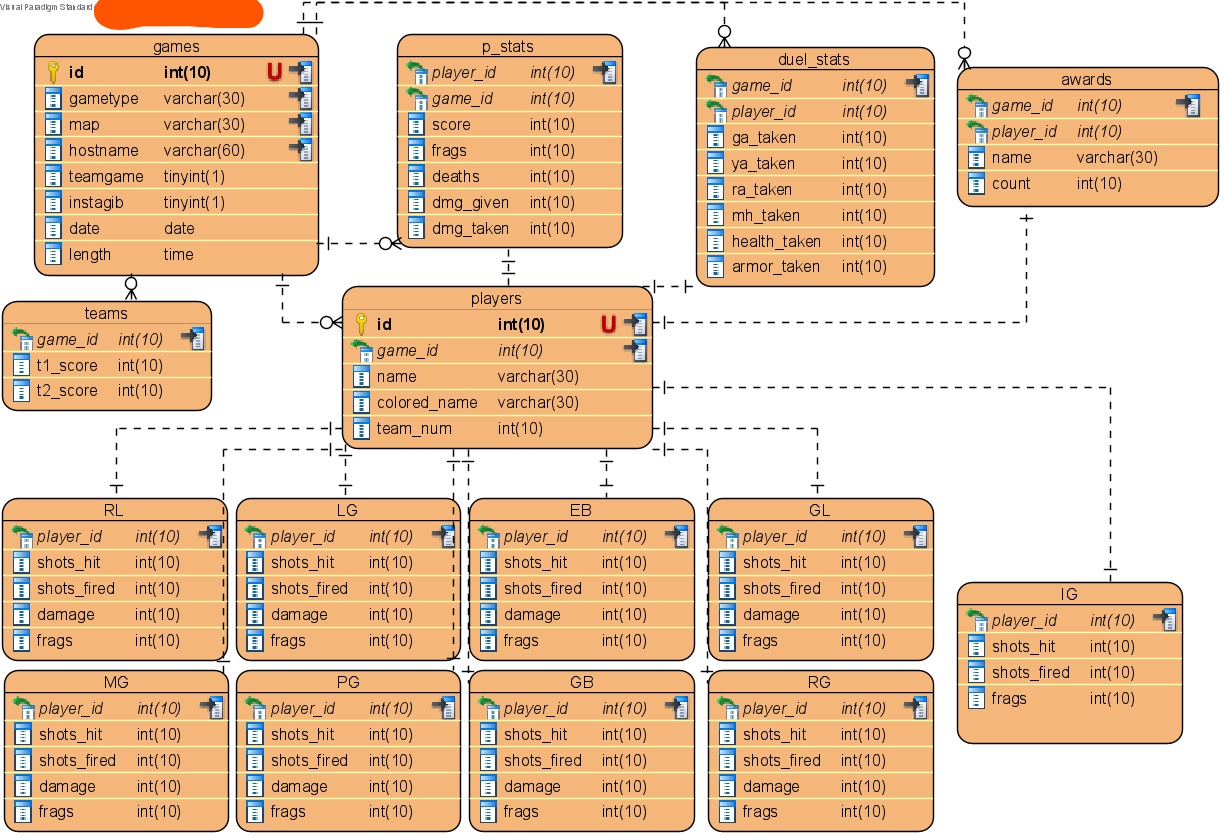 Visual Paradigm Standard
games
id int(10) U
gametype varchar(30)
map varchar(30)
hostname varchar(60)
teamgame tinyint(1)
instagib tinyint(1)
date date
length time
p_stats
player_id int(10)
game_id int(10)
score int(10)
frags int(10)
deaths int(10)
dmg_given int(10)
dmg_taken int(10)
duel_stats
game_id int(10)
player_id int(10)
ga_taken int(10)
ya_taken int(10)
ra_taken int(10)
mh_taken int(10)
health_taken int(10)
armor_taken int(10)
awards
game_id int(10)
player_id int(10)
name varchar(30)
count int(10)
teams
game_id int(10)
t1_score int(10)
t2_score int(10)
players
id int(10) U
game_id int(10)
name varchar(30)
colored_name varchar(30)
team_num int(10)
RL
player_id int(10)
shots_hit int(10)
shots_fired int(10)
damage int(10)
frags int(10)
LG
player_id int(10)
shots_hit int(10)
shots_fired int(10)
damage int(10)
frags int(10)
EB
player_id int(10)
shots_hit int(10)
shots_fired int(10)
damage int(10)
frags int(10)
GL
player_id int(10)
shots_hit int(10)
shots_fired int(10)
damage int(10)
frags int(10)
IG
player_id int(10)
shots_hit int(10)
shots_fired int(10)
frags int(10)
MG
player_id int(10)
shots_hit int(10)
shots_fired int(10)
damage int(10)
frags int(10)
PG
player_id int(10)
shots_hit int(10)
shots_fired int(10)
damage int(10)
frags int(10)
GB
player_id int(10)
shots_hit int(10)
shots_fired int(10)
damage int(10)
frags int(10)
RG
player_id int(10)
shots_hit int(10)
shots_fired int(10)
damage int(10)
frags int(10)